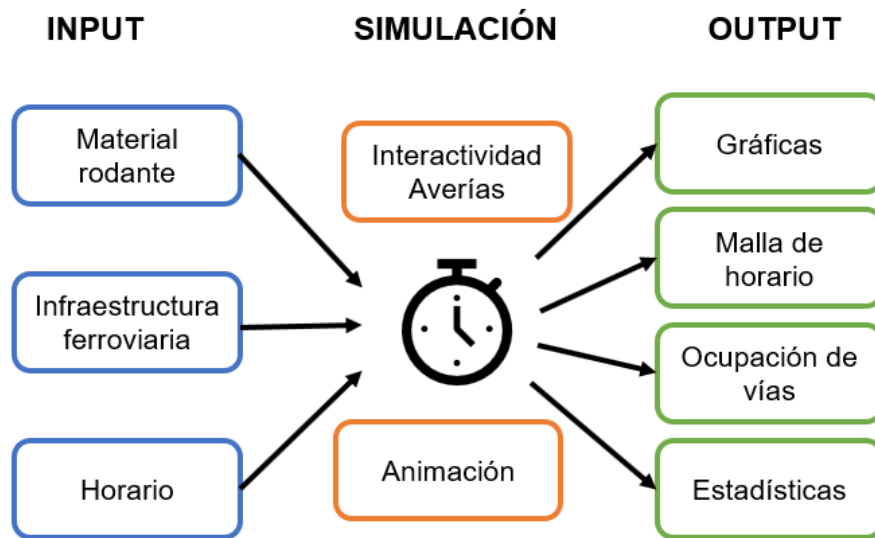 INPUT
SIMULACIÓN
OUTPUT
Material
rodante
Infraestructura
ferroviaria
Horario
Interactividad
Averías
Animación
Gráficas
Malla de
horario
Ocupación de
vías
Estadísticas